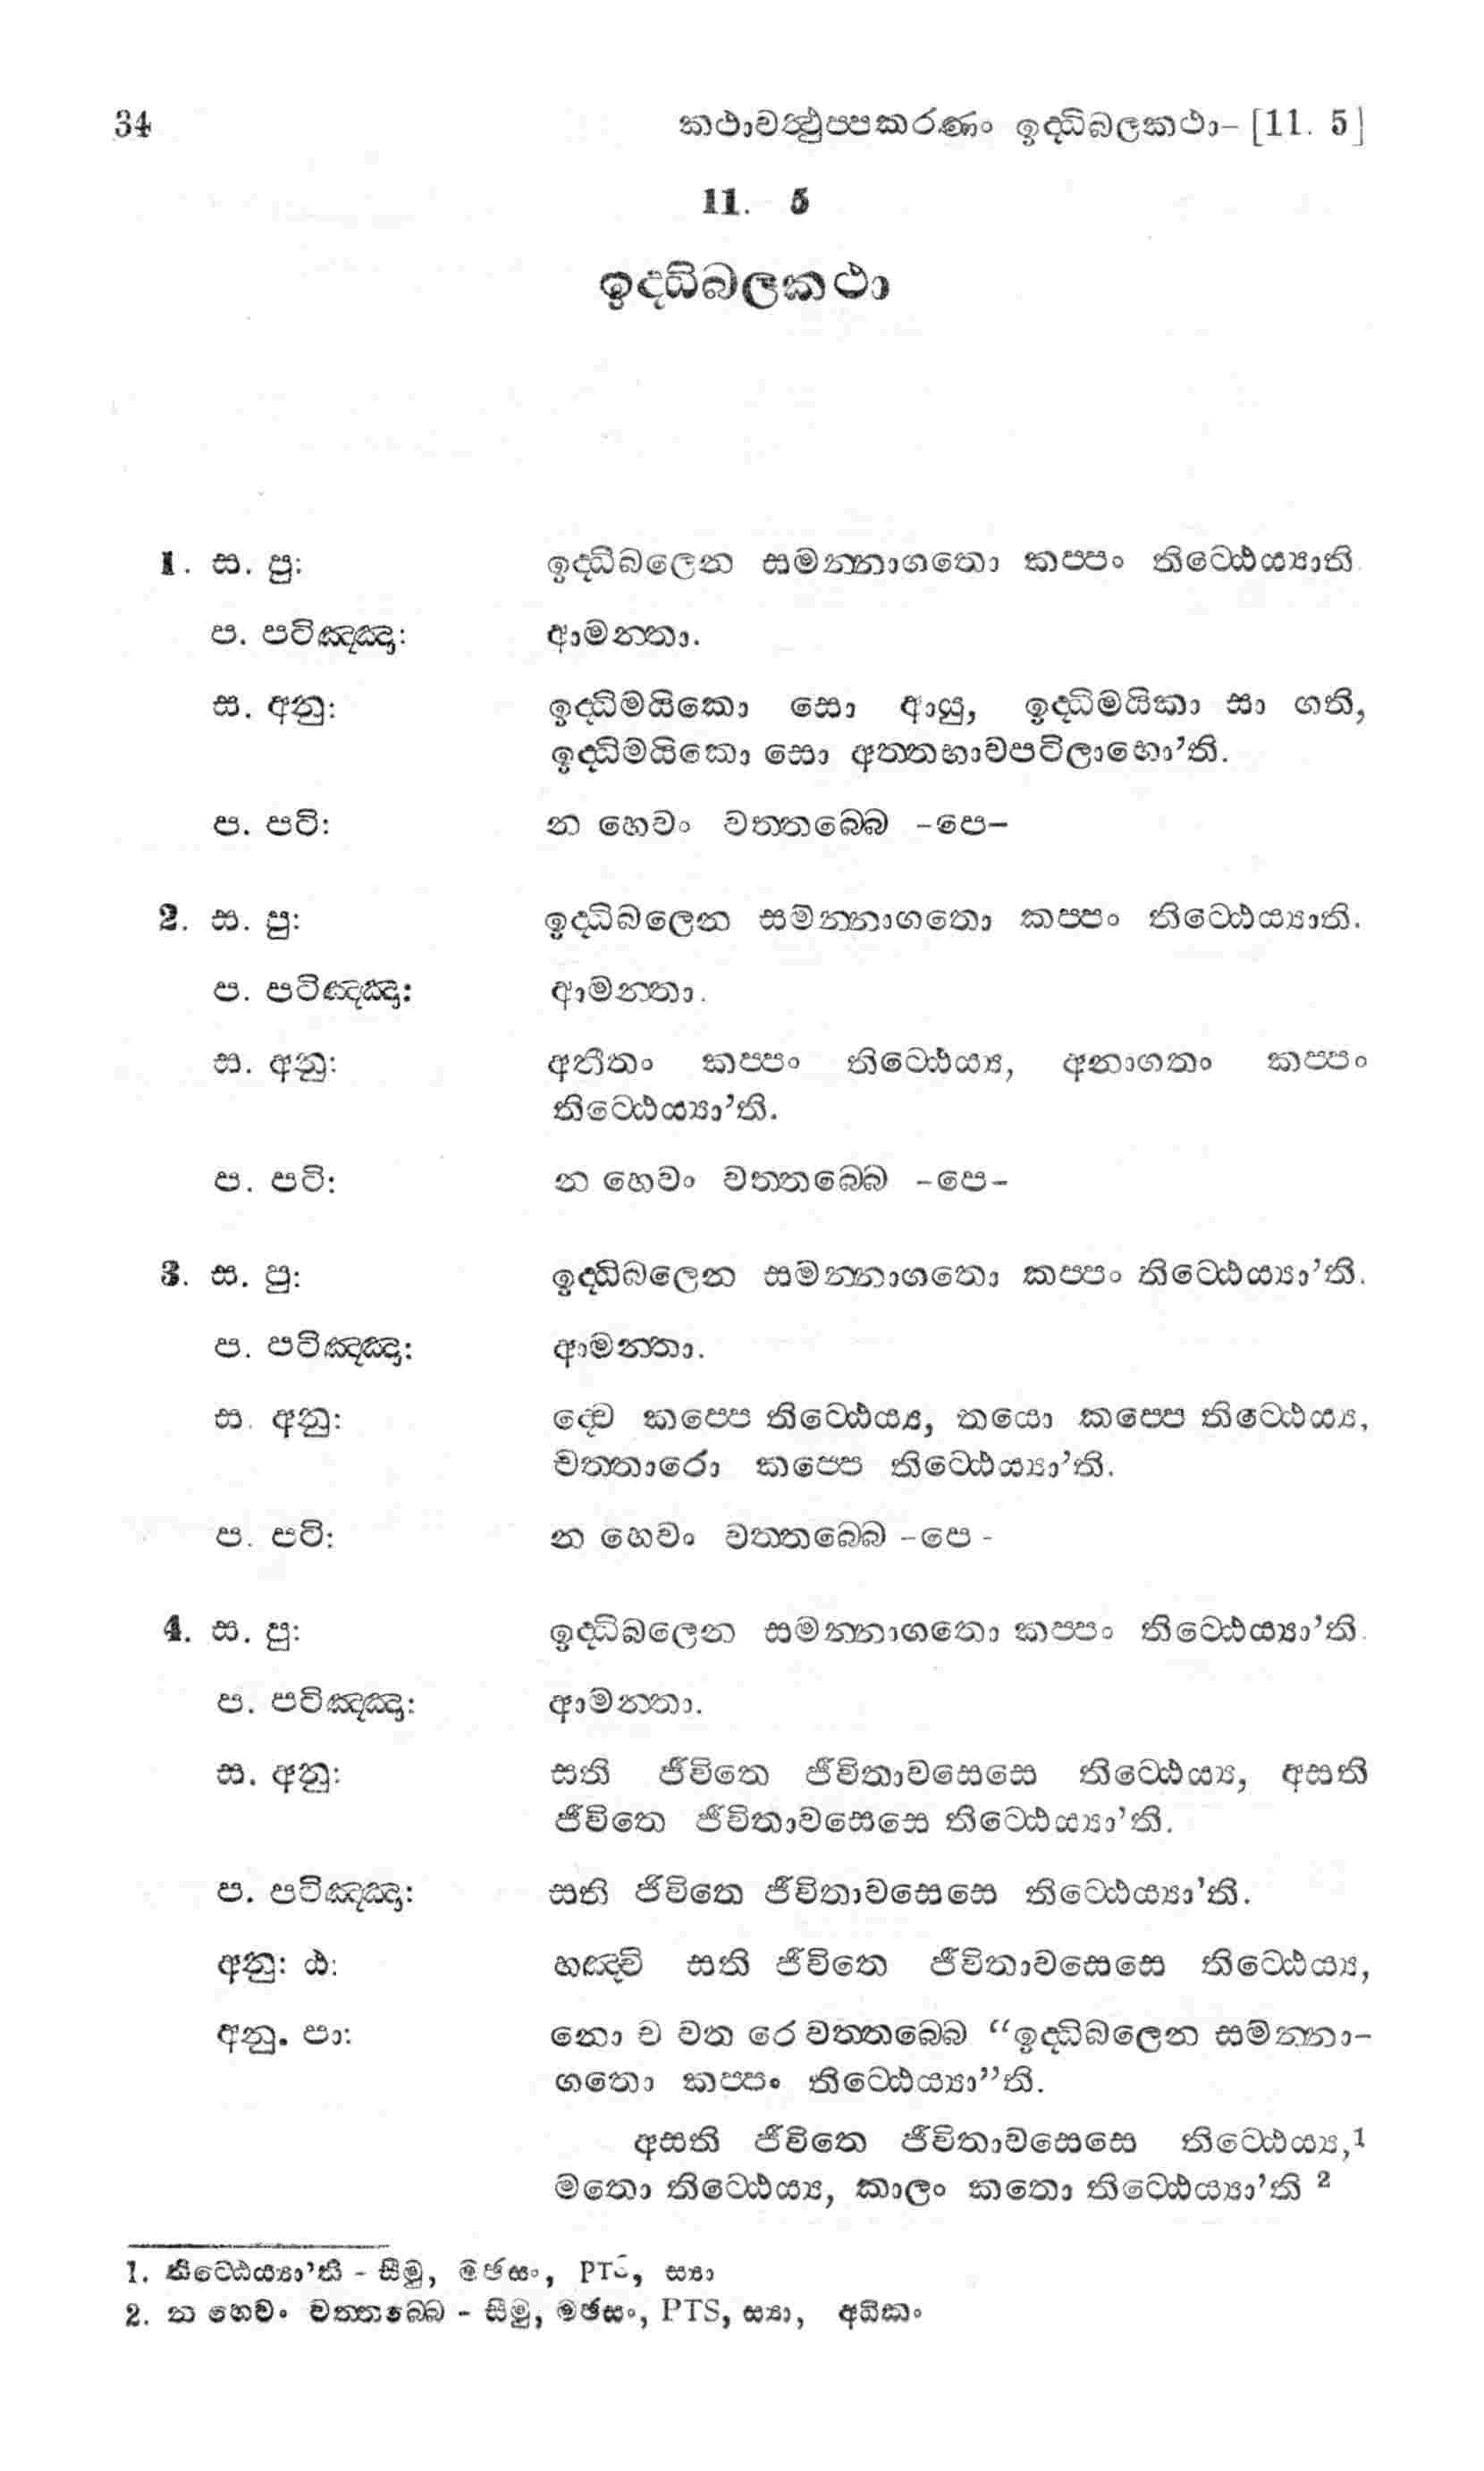 34 කථාවත්‍ථුප්පකරණං ඉද්‍ධිබලකථා– [11. 5]
11. 5
ඉද්‍ධිබලකථා
1. ස. පු: ඉද්‍ධිබලෙන සමන්‍නාගතො කප්පං තිට්ඨෙය්‍යාති.
ප. පටිඤ්ඤා: ආමන්‍තා.
ස. අනු: ඉද්‍ධිමයිකො සො ආයු, ඉද්‍ධිමයිකා සා ගති,
ඉද්‍ධිමයිකො සො අත්තභාවපටිලාභො’ති.
ප. පටි: න හෙවං වත්තබ්බෙ –පෙ–
2. ස. පු: ඉද්‍ධිබලෙන සමන්‍නාගතො කප්පං තිට්ඨෙය්‍යාති.
ප. පටිඤ්ඤා: ආමන්‍තා.
ස. අනු: අතීතං කප්පං තිට්ඨෙය්‍ය, අනාගතං කප්පං
තිට්ඨෙය්‍යා’ති.
ප. පටි: න හෙවං වත්තබ්බෙ –පෙ–
3. ස. පු: ඉද්‍ධිබලෙන සමන්‍නාගතො කප්පං තිට්ඨෙය්‍යා’ති.
ප. පටිඤ්ඤා: ආමන්‍තා.
ස. අනු: ද්‍වෙ කප්පෙ තිට්ඨෙය්‍ය, තයො කප්පෙ තිට්ඨෙය්‍ය,
චත්තාරො කප්පෙ තිට්ඨෙය්‍යා’ති.
ප. පටි: න හෙවං වත්තබ්බෙ –පෙ -
4. ස. පු: ඉද්‍ධිබලෙන සමන්‍නාගතො කප්පං තිට්ඨෙය්‍යා’ති.
ප. පටිඤ්ඤා: ආමන්‍තා.
ස. අනු: සති ජීවිතෙ ජීවිතාවසෙසෙ තිට්ඨෙය්‍ය, අසති
ජීවිතෙ ජීවිතාවසෙසෙ තිට්ඨෙය්‍යා’ති.
ප. පටිඤ්ඤා: සති ජීවිතෙ ජීවිතාවසෙසෙ තිට්ඨෙය්‍යා’ති.
අනු: ඨ: හඤ්චි සති ජීවිතෙ ජීවිතාවසෙසෙ තිට්ඨෙය්‍ය,
අනු. පා: නො ච වත රෙ වත්තබ්බෙ “ඉද්‍ධිබලෙන සමන්‍නා–
ගතො කප්පං තිට්ඨෙය්‍යා”ති.
අසති ජීවිතෙ ජීවිතාවසෙසෙ තිට්ඨෙය්‍ය,¹
මතො තිට්ඨෙය්‍ය, කාලං කතො තිට්ඨෙය්‍යා’ති ²
1. තිට්ඨෙය්‍යා’ති - සීමු, මජසං, PTS, ස්‍යා
2. න හෙවං වත්තබ්බෙ - සීමු, මජසං, PTS, ස්‍යා, අධිකං